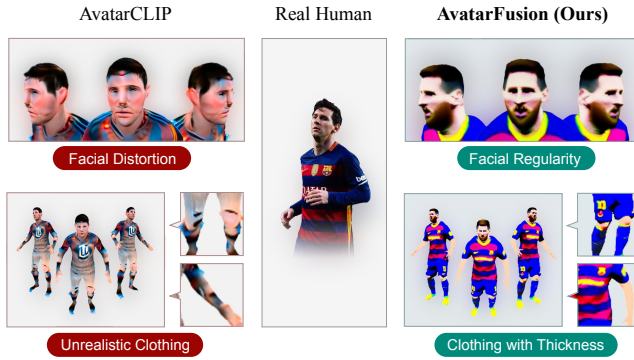 AvatarCLIP
Real Human
AvatarFusion (Ours)
Facial Distortion
Facial Regularity
Unrealistic Clothing
Clothing with Thickness